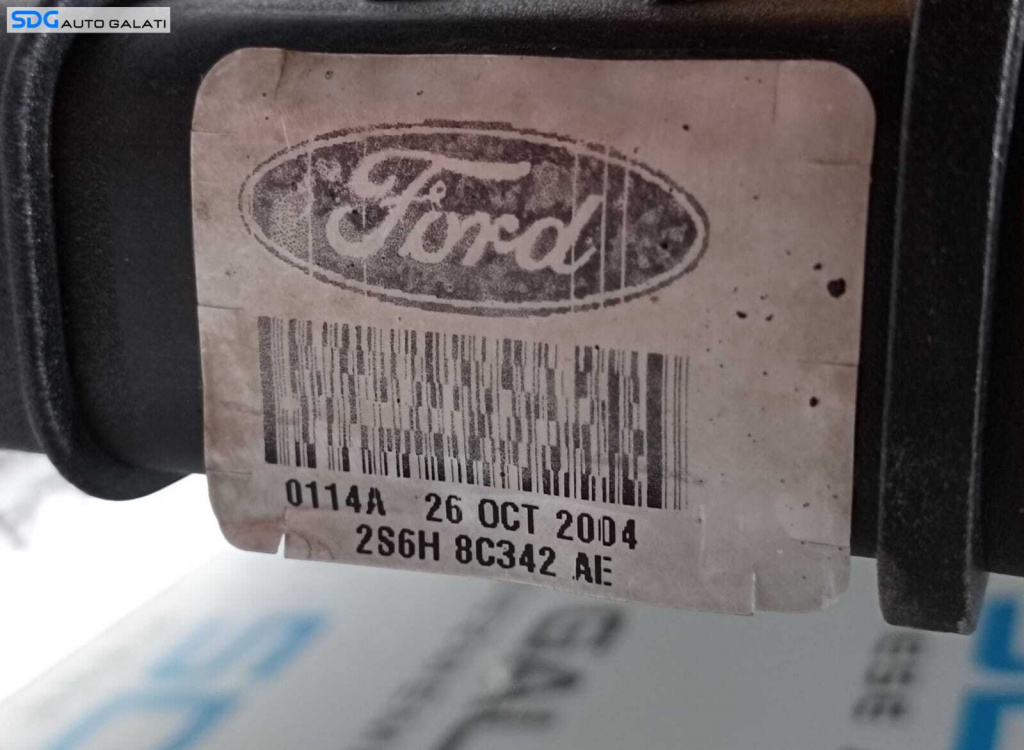 SDG AUTO GALATI
Ford
0114A 26 OCT 2004
2S6H 8C342 AE